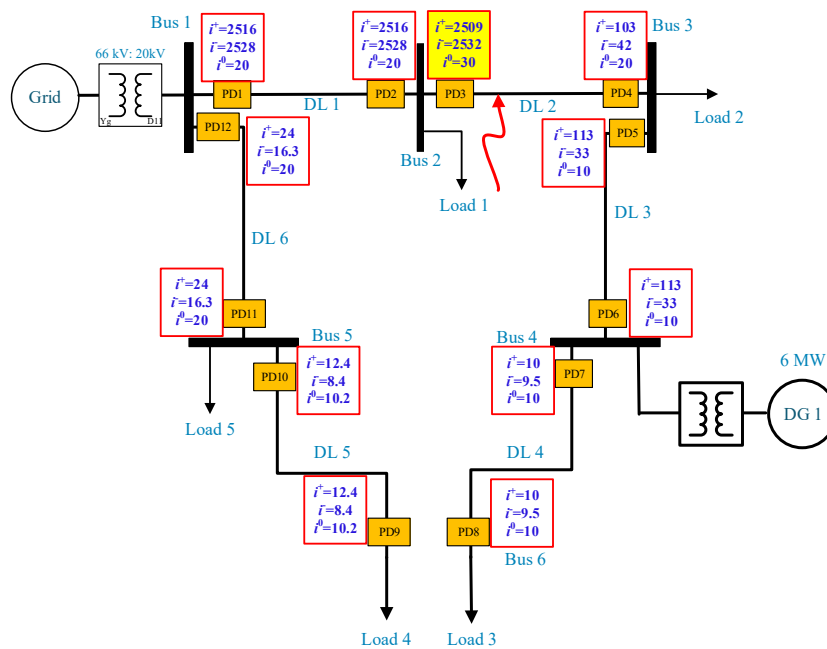 Bus 1
i⁺=2516
i⁻=2528
i⁰=20
i⁺=2516
i⁻=2528
i⁰=20
i⁺=2509
i⁻=2532
i⁰=30
i⁺=103
i⁻=42
i⁰=20
Bus 3
66 kV: 20kV
Grid
Yg
D11
PD1
DL 1
PD2
PD3
DL 2
PD4
Load 2
PD12
i⁺=24
i⁻=16.3
i⁰=20
Bus 2
Load 1
i⁺=113
i⁻=33
i⁰=10
PD5
DL 3
DL 6
i⁺=24
i⁻=16.3
i⁰=20
PD11
Bus 5
PD6
i⁺=113
i⁻=33
i⁰=10
Bus 4
PD10
i⁺=12.4
i⁻=8.4
i⁰=10.2
i⁺=10
i⁻=9.5
i⁰=10
PD7
6 MW
DG 1
Load 5
DL 5
DL 4
i⁺=12.4
i⁻=8.4
i⁰=10.2
PD9
PD8
i⁺=10
i⁻=9.5
i⁰=10
Bus 6
Load 4
Load 3